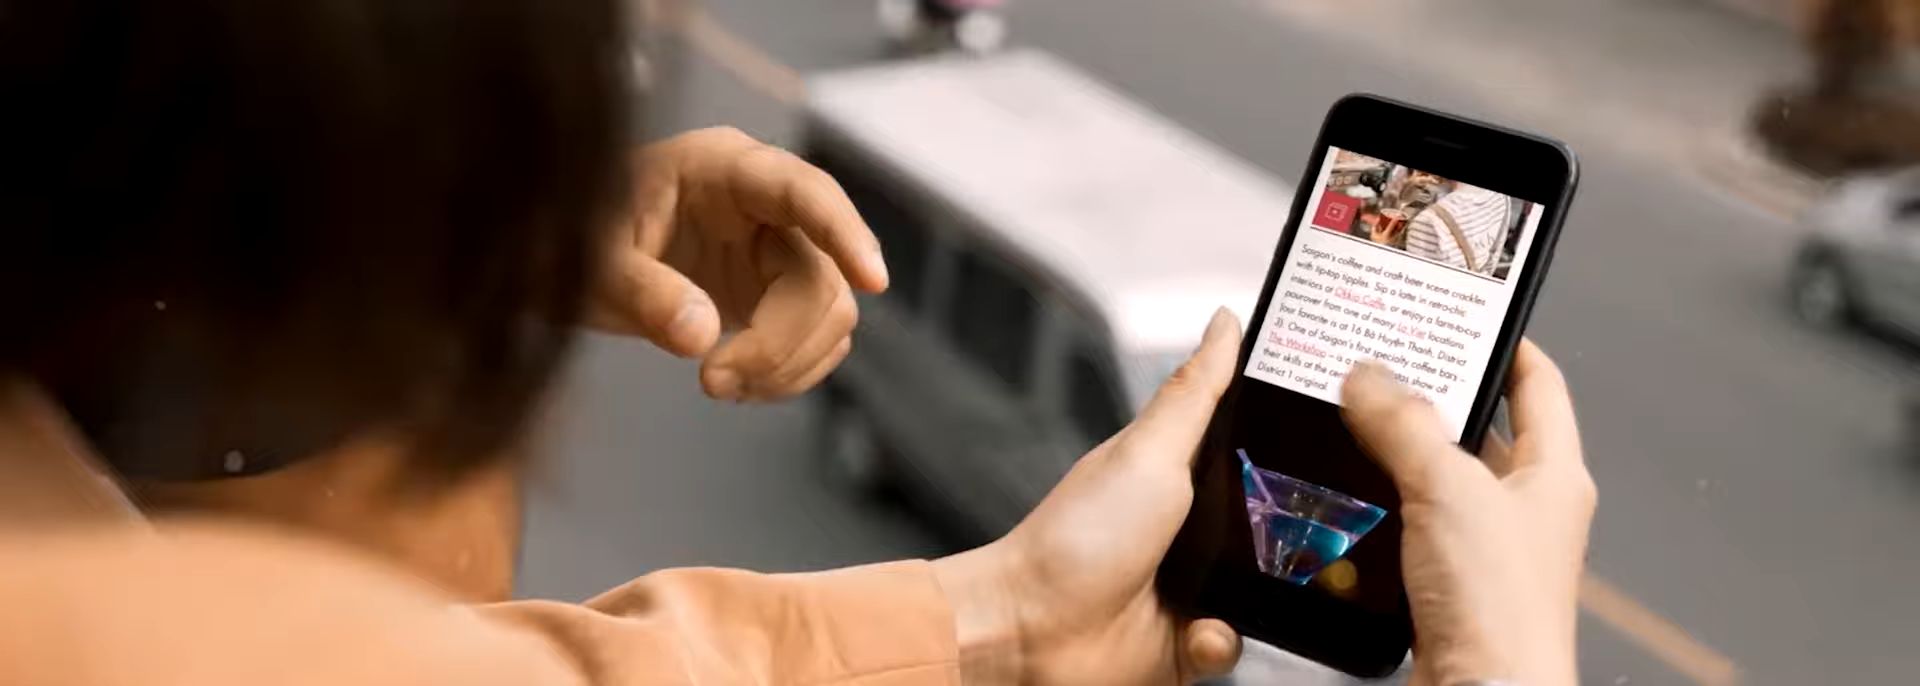 Saigon's coffee and craft beer scene crackles
with tip-top tipples. Sip a latte in retro-chic
interiors at Okkio Caffe, or enjoy a farm-to-cup
pourover from one of many La Viet locations
(our favorite is at 16 Bà Huyện Thanh, District
3). One of Saigon's first specialty coffee bars –
The Workshop – is a
their skills at the show off
District 1 original.